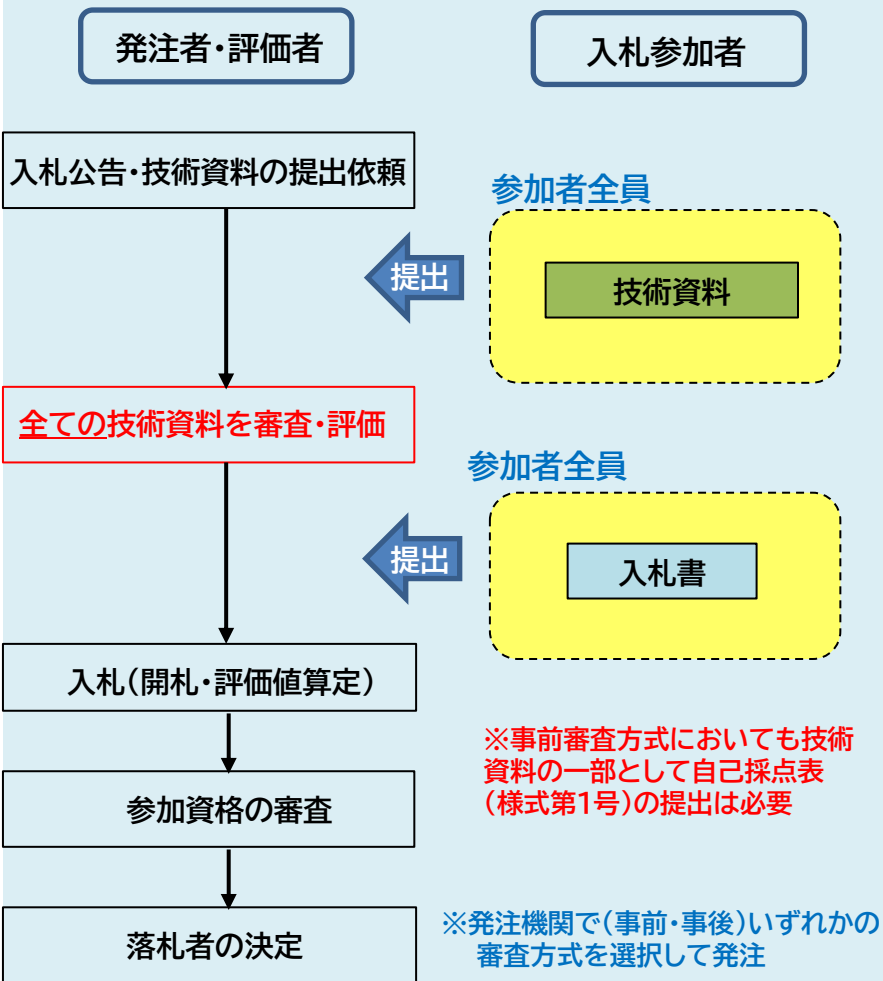 発注者・評価者
入札参加者
入札公告・技術資料の提出依頼
参加者全員
提出
技術資料
全ての技術資料を審査・評価
参加者全員
提出
入札書
入札(開札・評価値算定)
※事前審査方式においても技術
資料の一部として自己採点表
(様式第1号)の提出は必要
参加資格の審査
※発注機関で(事前・事後)いずれかの
審査方式を選択して発注
落札者の決定